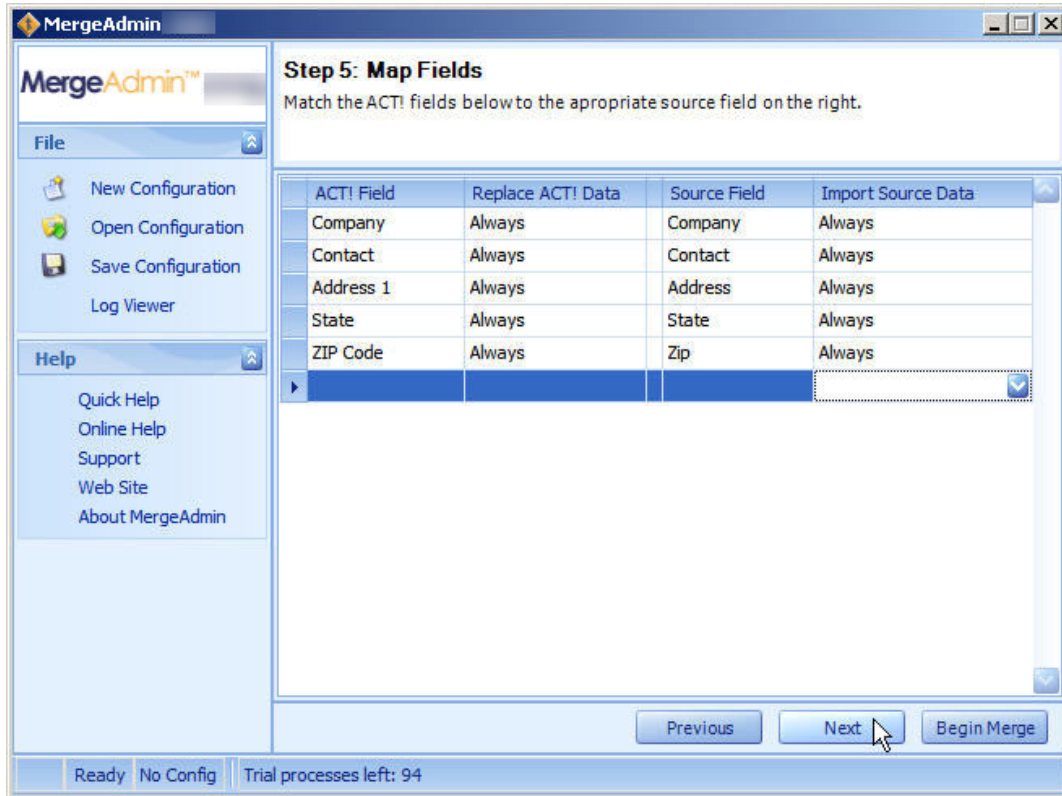 MergeAdmin
MergeAdmin™
File
New Configuration
Open Configuration
Save Configuration
Log Viewer
Help
Quick Help
Online Help
Support
Web Site
About MergeAdmin
Step 5: Map Fields
Match the ACT! fields below to the apropriate source field on the right.
ACT! Field Replace ACT! Data Source Field Import Source Data
Company Always Company Always
Contact Always Contact Always
Address 1 Always Address Always
State Always State Always
ZIP Code Always Zip Always
Previous Next Begin Merge
Ready No Config Trial processes left: 94